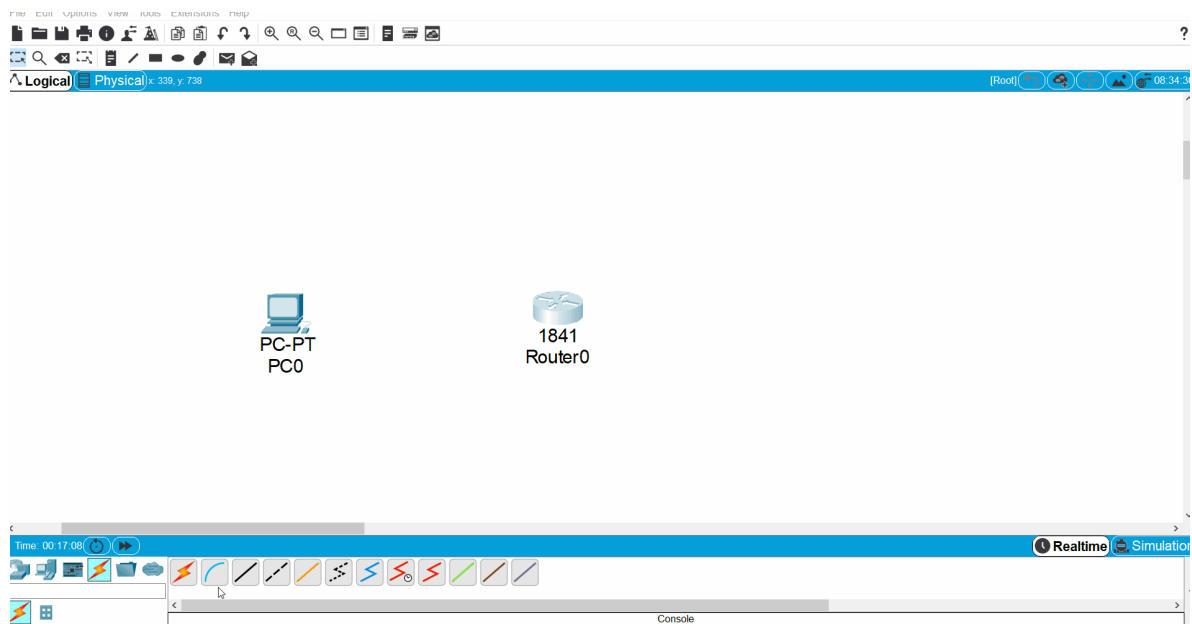 File Edit Options View Tools Extensions Help
?
Logical Physical x: 339, y: 738 [Root] 08:34:30
PC-PT
PC0
1841
Router0
Time: 00:17:08 Realtime Simulation
Console